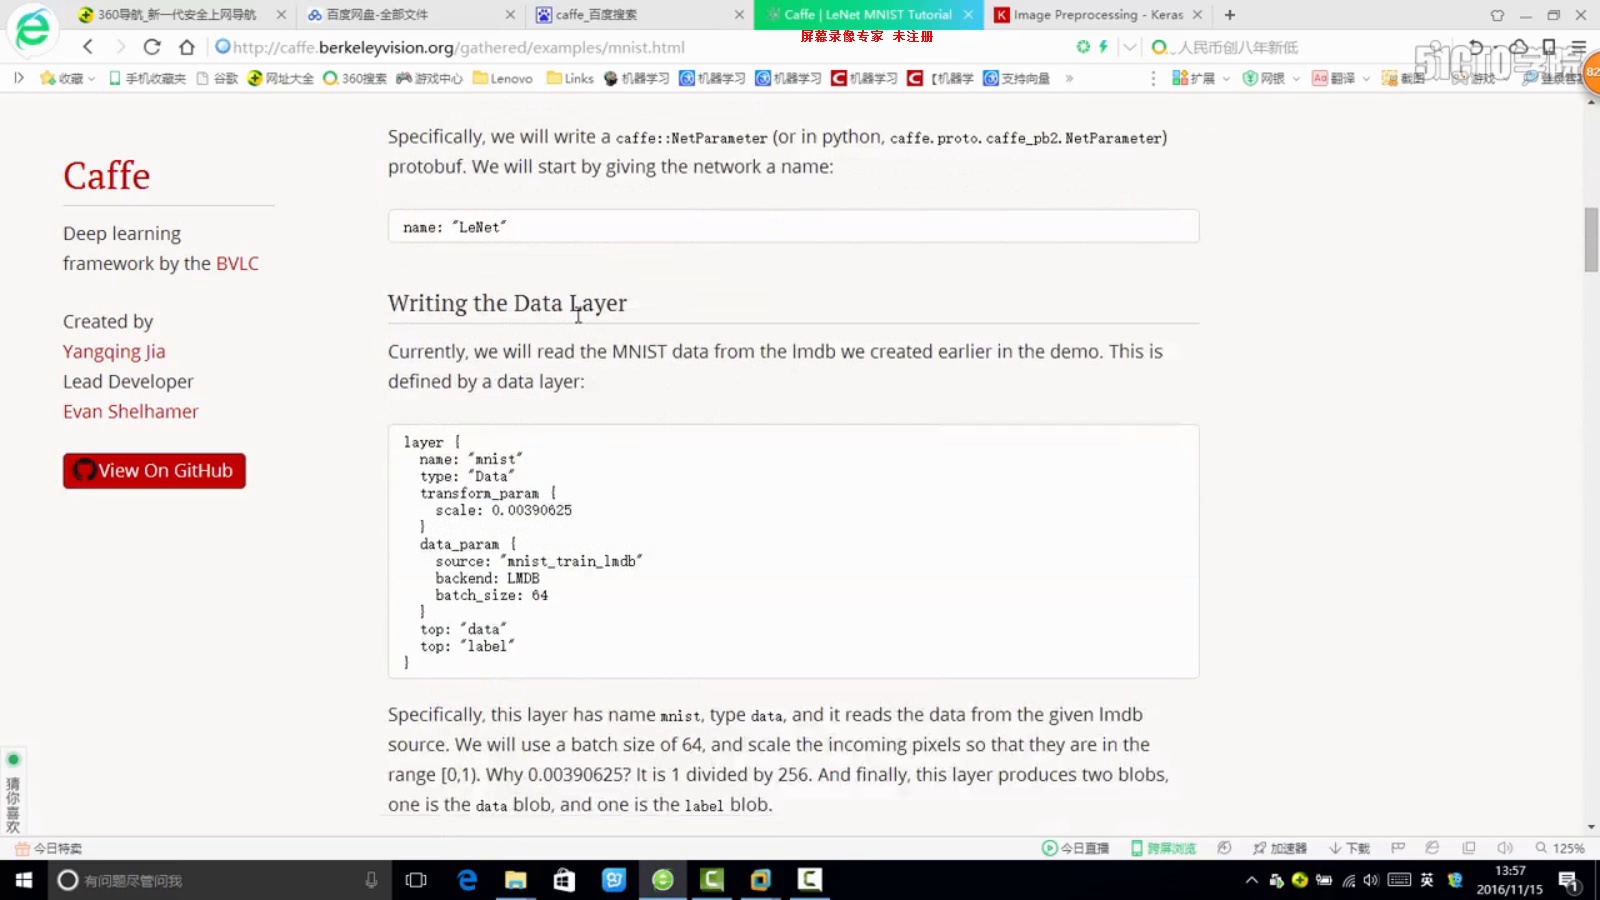 360导航_新一代安全上网导航
百度网盘-全部文件
caffe_百度搜索
Caffe | LeNet MNIST Tutorial
Image Preprocessing - Keras
屏幕录像专家 未注册
http://caffe.berkeleyvision.org/gathered/examples/mnist.html
人民币创八年新低
51CTO学院
收藏
手机收藏夹
谷歌
网址大全
360搜索
游戏中心
Lenovo
Links
机器学习
机器学习
机器学习
机器学习
【机器学
支持向量
»
扩展
网银
翻译
截图
游戏
82
Caffe
Deep learning
framework by the BVLC
Created by
Yangqing Jia
Lead Developer
Evan Shelhamer
View On GitHub
Specifically, we will write a caffe::NetParameter (or in python, caffe.proto.caffe_pb2.NetParameter)
protobuf. We will start by giving the network a name:
name: "LeNet"
Writing the Data Layer
Currently, we will read the MNIST data from the lmdb we created earlier in the demo. This is
defined by a data layer:
layer {
name: "mnist"
type: "Data"
transform_param {
scale: 0.00390625
}
data_param {
source: "mnist_train_lmdb"
backend: LMDB
batch_size: 64
}
top: "data"
top: "label"
}
Specifically, this layer has name mnist, type data, and it reads the data from the given lmdb
source. We will use a batch size of 64, and scale the incoming pixels so that they are in the
range [0,1). Why 0.00390625? It is 1 divided by 256. And finally, this layer produces two blobs,
one is the data blob, and one is the label blob.
猜你喜欢
今日特卖
今日直播
跨屏浏览
加速器
下载
125%
有问题尽管问我
英
13:57
2016/11/15
1